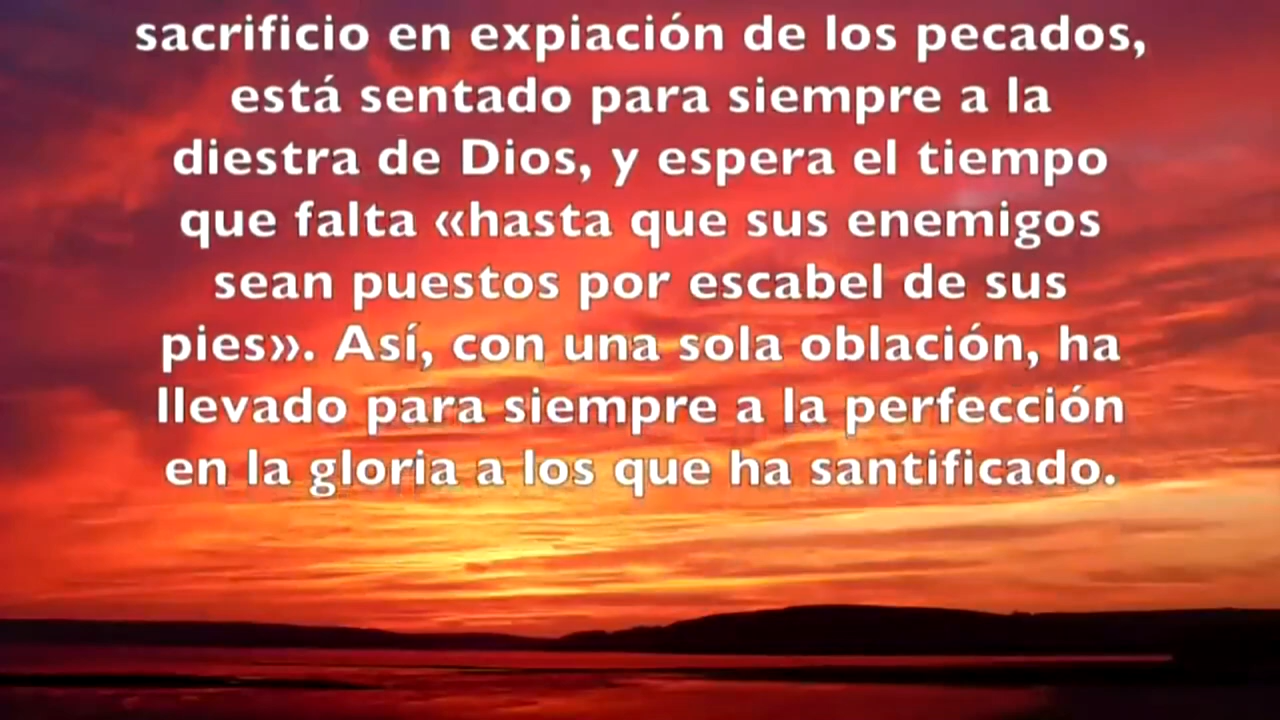 sacrificio en expiación de los pecados,
está sentado para siempre a la
diestra de Dios, y espera el tiempo
que falta «hasta que sus enemigos
sean puestos por escabel de sus
pies». Así, con una sola oblación, ha
llevado para siempre a la perfección
en la gloria a los que ha santificado.